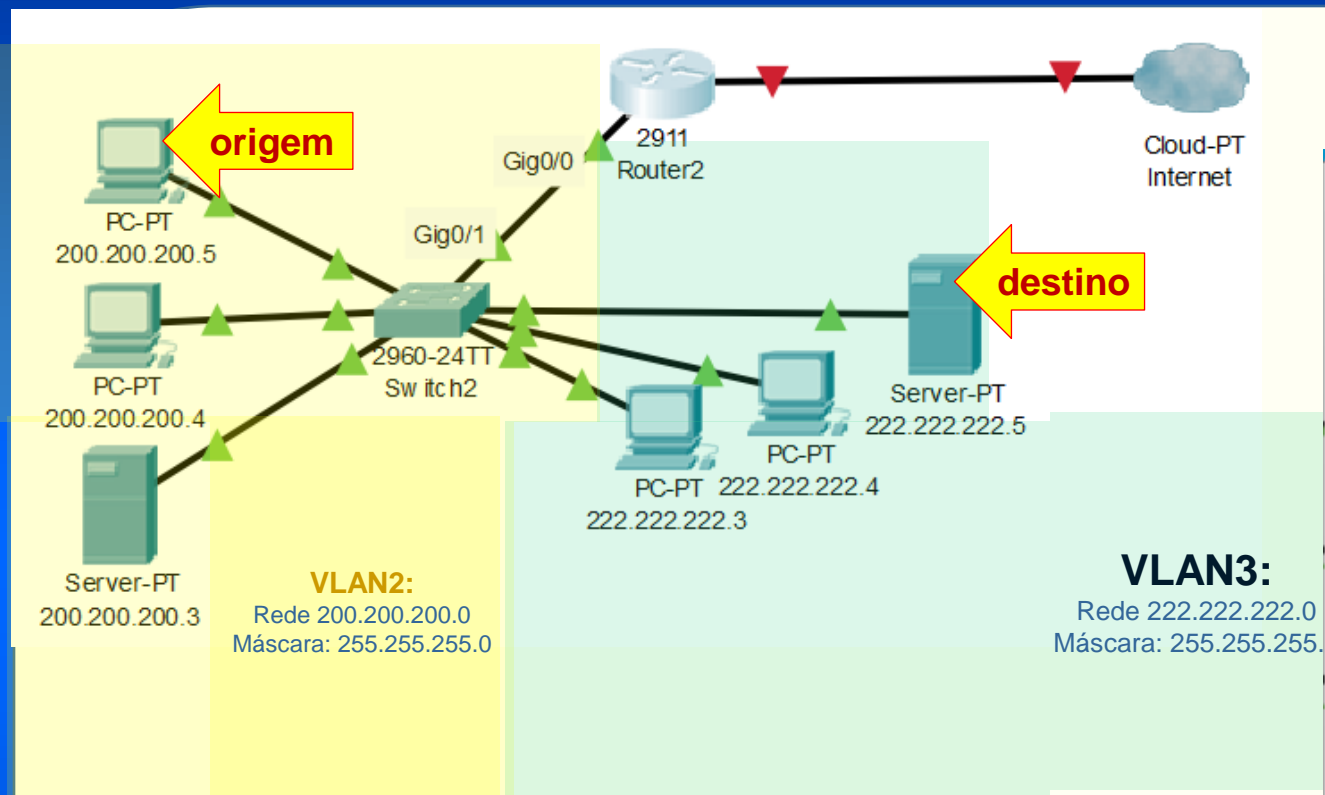 origem
PC-PT
200.200.200.5
PC-PT
200.200.200.4
Server-PT
200.200.200.3
Gig0/0
Gig0/1
2911
Router2
Cloud-PT
Internet
2960-24TT
Switch2
destino
Server-PT
222.222.222.5
PC-PT
222.222.222.4
PC-PT
222.222.222.3
VLAN2:
Rede 200.200.200.0
Máscara: 255.255.255.0
VLAN3:
Rede 222.222.222.0
Máscara: 255.255.255.